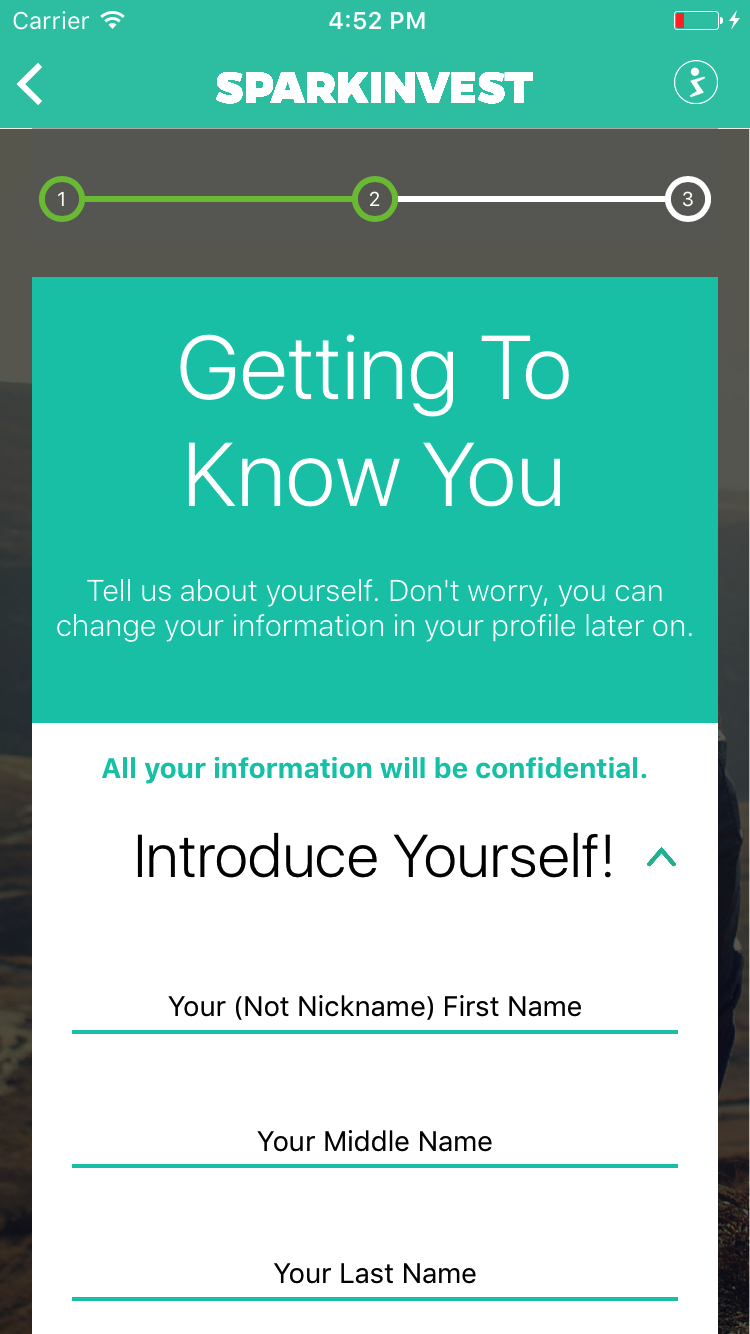 Carrier 4:52 PM
SPARKINVEST
1 2 3
Getting To
Know You
Tell us about yourself. Don't worry, you can
change your information in your profile later on.
All your information will be confidential.
Introduce Yourself!
Your (Not Nickname) First Name
Your Middle Name
Your Last Name